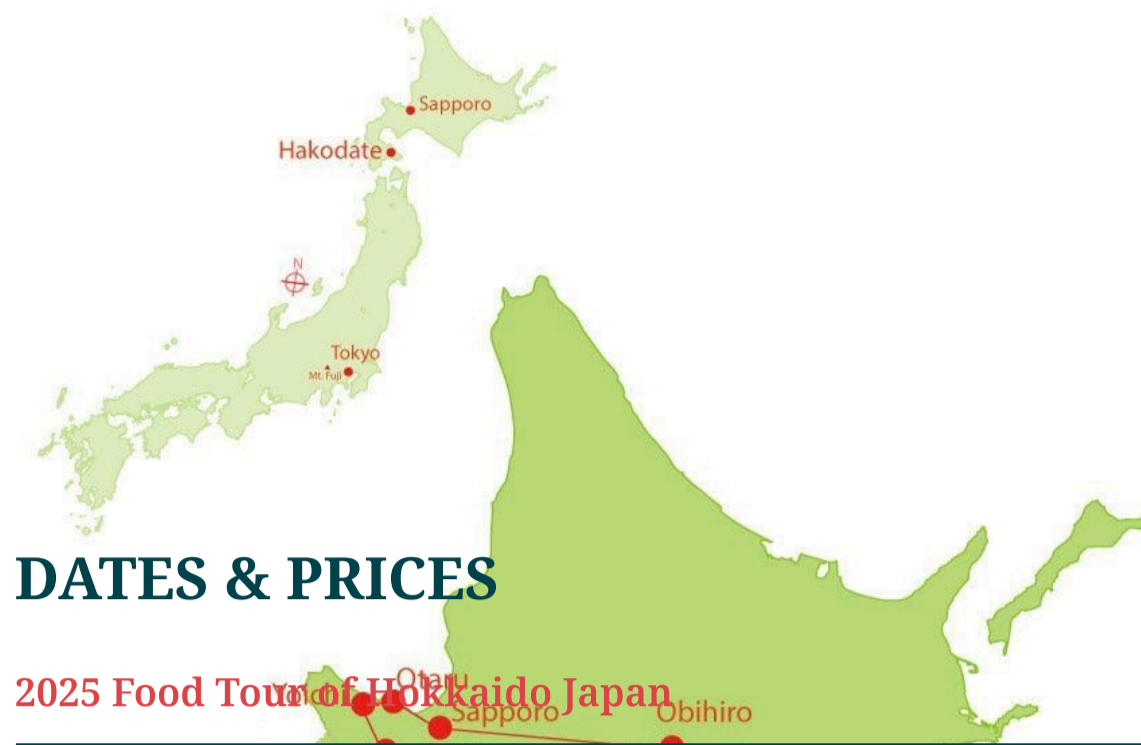 Sapporo
Hakodate
N
Tokyo
Mt. Fuji
DATES & PRICES
Otaru
2025 Food Tour of Hokkaido Japan
Sapporo
Obihiro